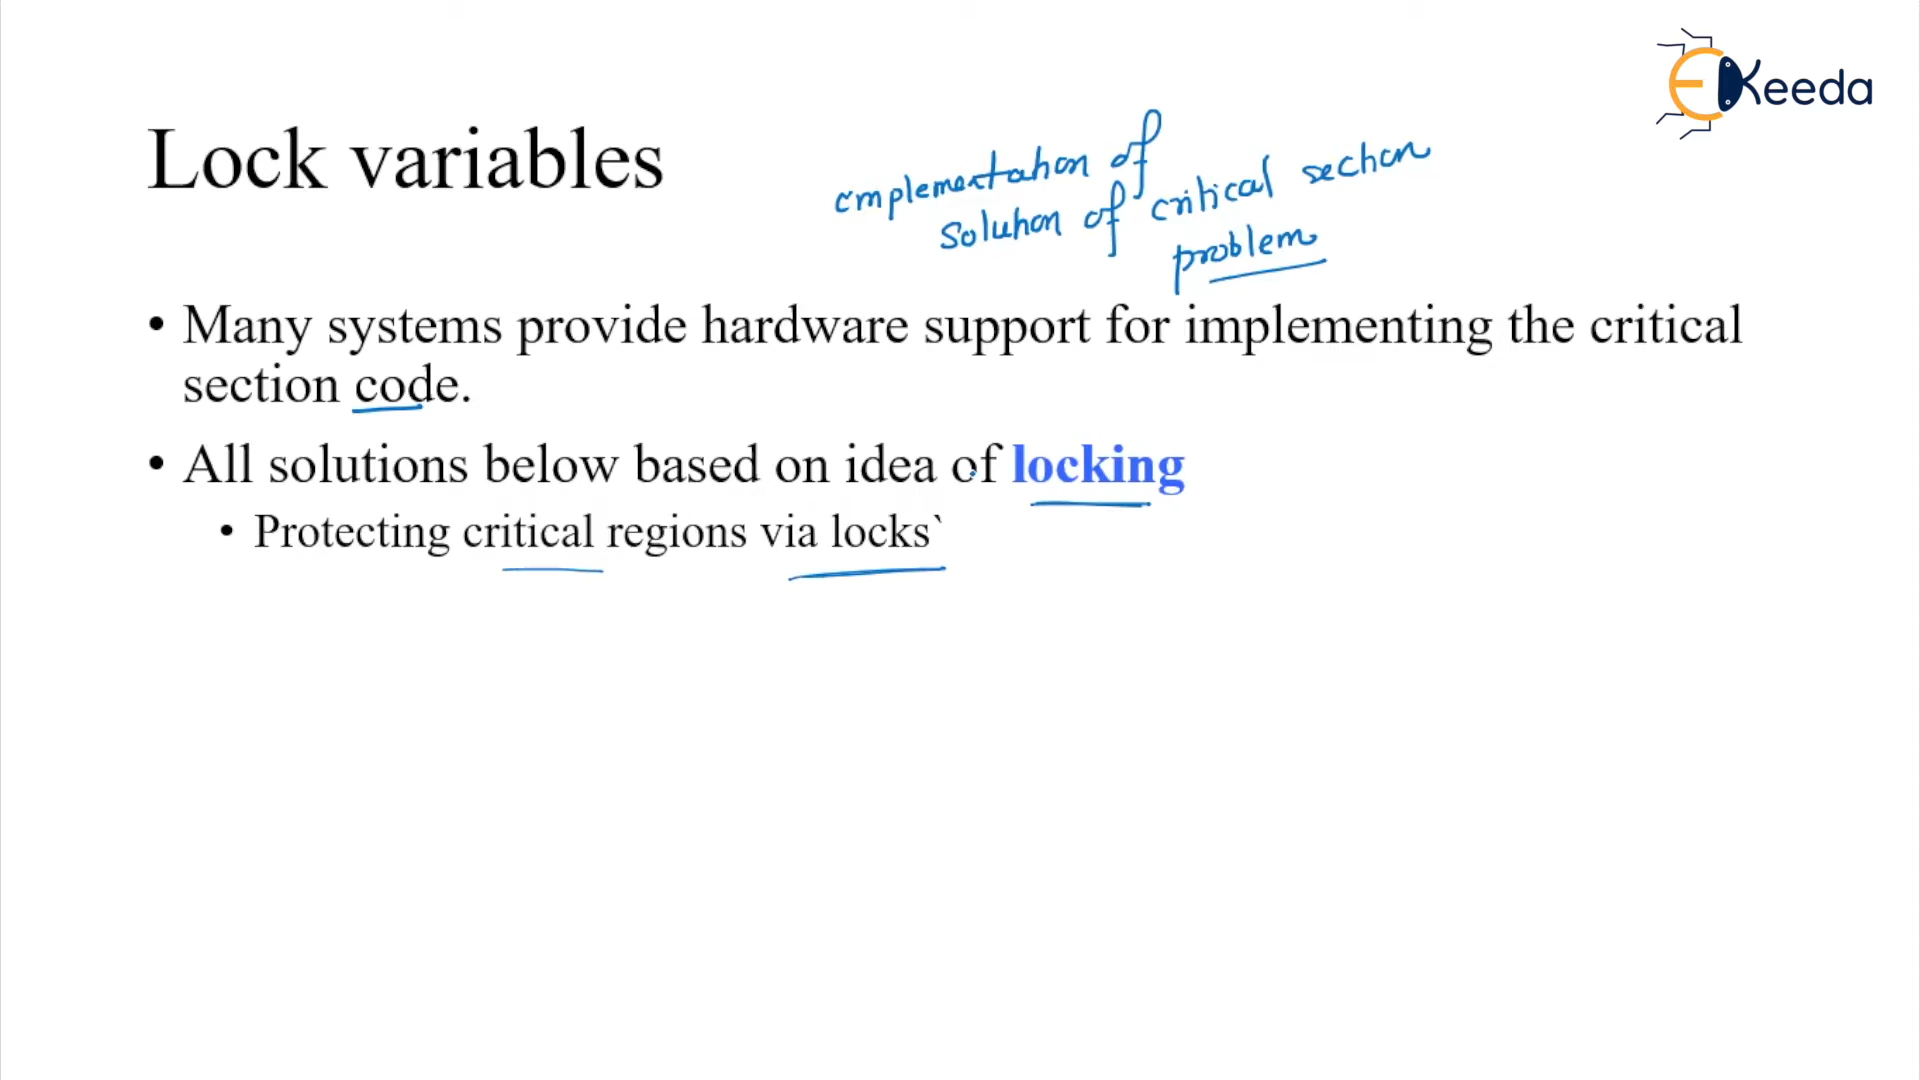 EKeeda
Lock variables
implementation of
solution of critical section
problem
• Many systems provide hardware support for implementing the critical
section code.
• All solutions below based on idea of locking
• Protecting critical regions via locks`